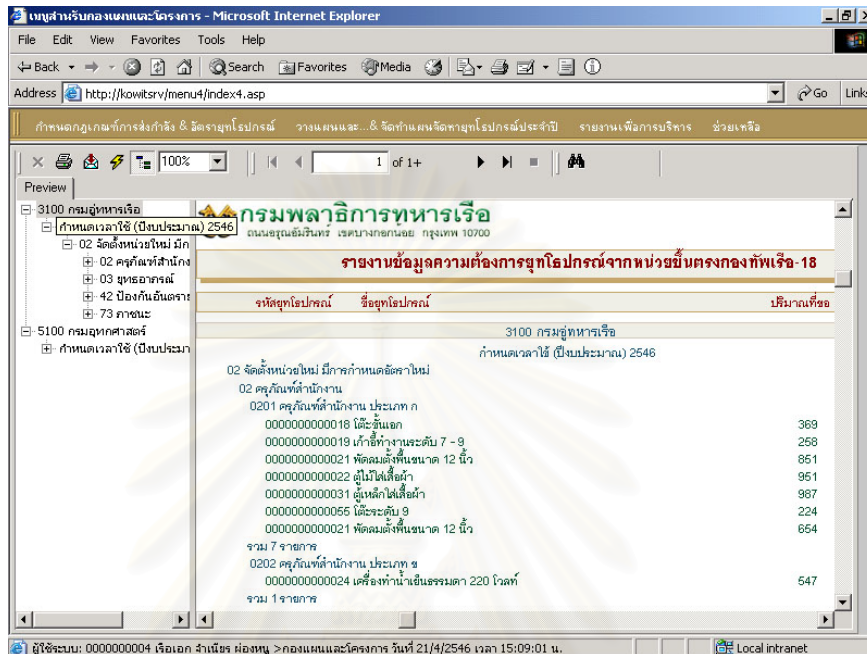 เมนูสำหรับกองแผนและโครงการ - Microsoft Internet Explorer
File Edit View Favorites Tools Help
Back Search Favorites Media
Address http://kowitsrv/menu4/index4.asp Go Links
กำหนดกฎเกณฑ์การส่งกำลัง & อัตรายุทโธปกรณ์ วางแผนและ...& จัดทำแผนจัดหายุทโธปกรณ์ประจำปี รายงานเพื่อการบริหาร ช่วยเหลือ
100% 1 of 1+
Preview
3100 กรมอู่ทหารเรือ
กำหนดเวลาใช้ (ปีงบประมาณ) 2546
02 จัดตั้งหน่วยใหม่ มีก
02 ครุภัณฑ์สำนักง
03 ยุทธอาภรณ์
42 ป้องกันอันตราย
73 ภาชนะ
5100 กรมอุทกศาสตร์
กำหนดเวลาใช้ (ปีงบประมา
กรมพลาธิการทหารเรือ
ถนนอรุณอัมรินทร์ เขตบางกอกน้อย กรุงเทพ 10700
รายงานข้อมูลความต้องการยุทโธปกรณ์จากหน่วยขึ้นตรงกองทัพเรือ-18
รหัสยุทโธปกรณ์ ชื่อยุทโธปกรณ์ ปริมาณที่ขอ
3100 กรมอู่ทหารเรือ
กำหนดเวลาใช้ (ปีงบประมาณ) 2546
02 จัดตั้งหน่วยใหม่ มีการกำหนดอัตราใหม่
02 ครุภัณฑ์สำนักงาน
0201 ครุภัณฑ์สำนักงาน ประเภท ก
0000000000018 โต๊ะชั้นเอก 369
0000000000019 เก้าอี้ทำงานระดับ 7 - 9 258
0000000000021 พัดลมตั้งพื้นขนาด 12 นิ้ว 851
0000000000022 ตู้ไม้ใส่เสื้อผ้า 951
0000000000031 ตู้เหล็กใส่เสื้อผ้า 987
0000000000055 โต๊ะระดับ 9 224
0000000000021 พัดลมตั้งพื้นขนาด 12 นิ้ว 654
รวม 7 รายการ
0202 ครุภัณฑ์สำนักงาน ประเภท ข
0000000000024 เครื่องทำน้ำเย็นธรรมดา 220 โวลท์ 547
รวม 1 รายการ
ผู้ใช้ระบบ: 0000000004 เรือเอก จำเนียร ผ่องหนู >กองแผนและโครงการ วันที่ 21/4/2546 เวลา 15:09:01 น. Local intranet